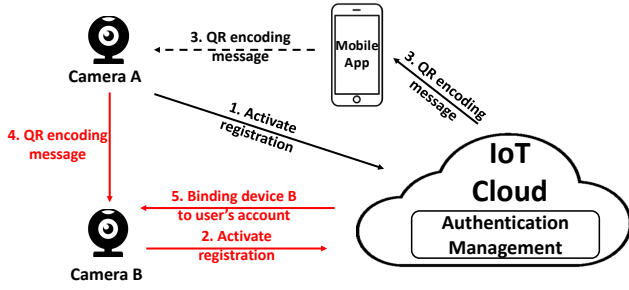 3. QR encoding
message
Mobile
App
Camera A
3. QR encoding
message
1. Activate
registration
4. QR encoding
message
IoT
Cloud
5. Binding device B
to user's account
Authentication
Management
2. Activate
registration
Camera B